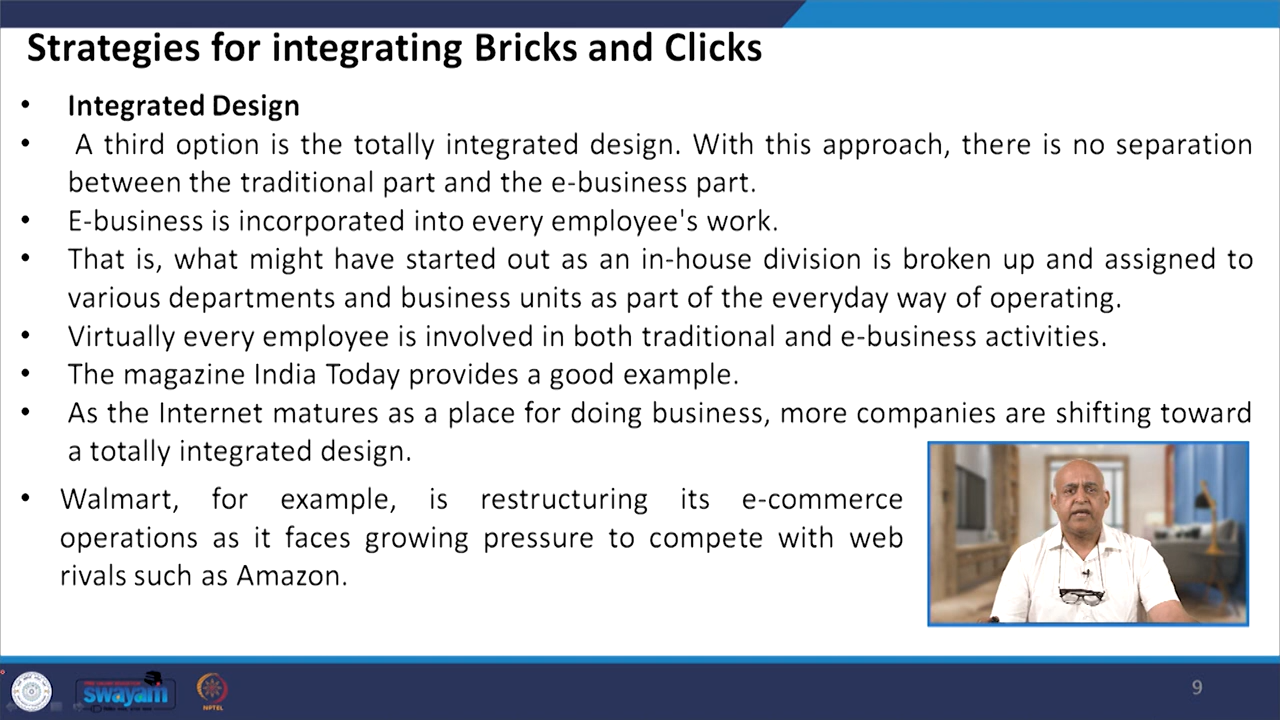 Strategies for integrating Bricks and Clicks
• Integrated Design
• A third option is the totally integrated design. With this approach, there is no separation
between the traditional part and the e-business part.
• E-business is incorporated into every employee's work.
• That is, what might have started out as an in-house division is broken up and assigned to
various departments and business units as part of the everyday way of operating.
• Virtually every employee is involved in both traditional and e-business activities.
• The magazine India Today provides a good example.
• As the Internet matures as a place for doing business, more companies are shifting toward
a totally integrated design.
• Walmart, for example, is restructuring its e-commerce
operations as it faces growing pressure to compete with web
rivals such as Amazon.
swayam
NPTEL
9